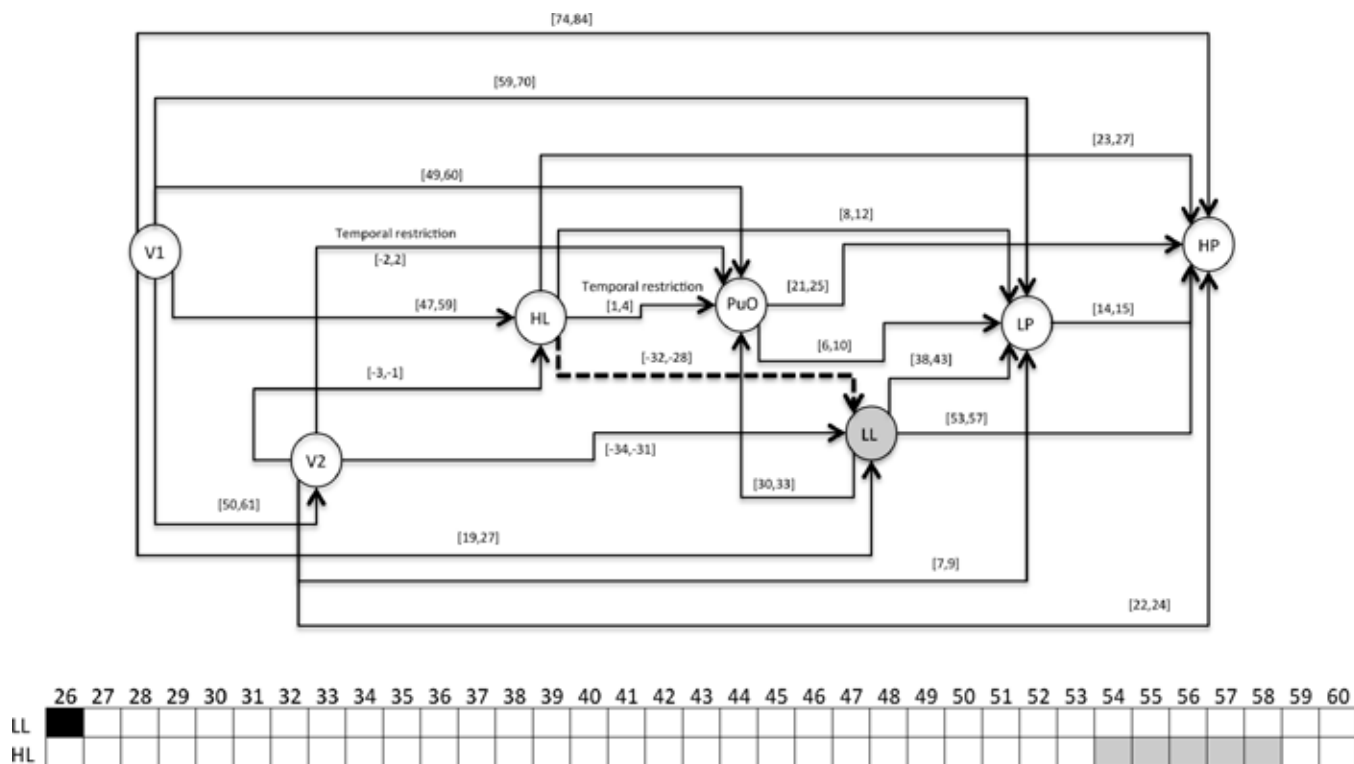 [74,84]
[59,70]
[23,27]
[49,60]
[8,12]
Temporal restriction
[-2,2]
V1
HP
Temporal restriction
[1,4]
[21,25]
[47,59]
HL
PuO
LP
[14,15]
[6,10]
[-32,-28]
[38,43]
[-3,-1]
[53,57]
LL
V2
[-34,-31]
[30,33]
[50,61]
[19,27]
[7,9]
[22,24]
26 27 28 29 30 31 32 33 34 35 36 37 38 39 40 41 42 43 44 45 46 47 48 49 50 51 52 53 54 55 56 57 58 59 60
LL
HL